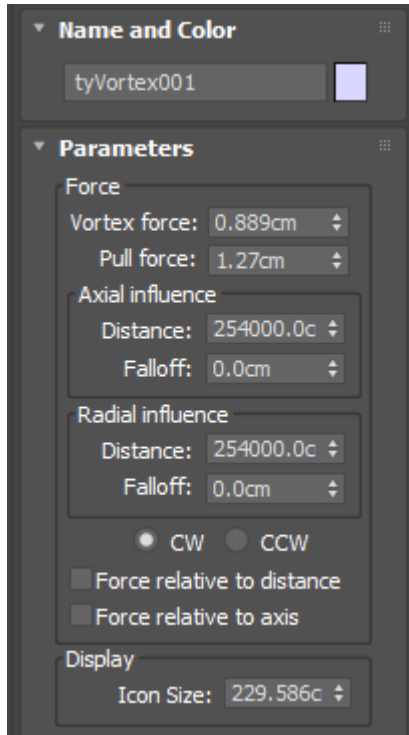 Name and Color
tyVortex001
Parameters
Force
Vortex force: 0.889cm
Pull force: 1.27cm
Axial influence
Distance: 254000.0c
Falloff: 0.0cm
Radial influence
Distance: 254000.0c
Falloff: 0.0cm
CW CCW
Force relative to distance
Force relative to axis
Display
Icon Size: 229.586c